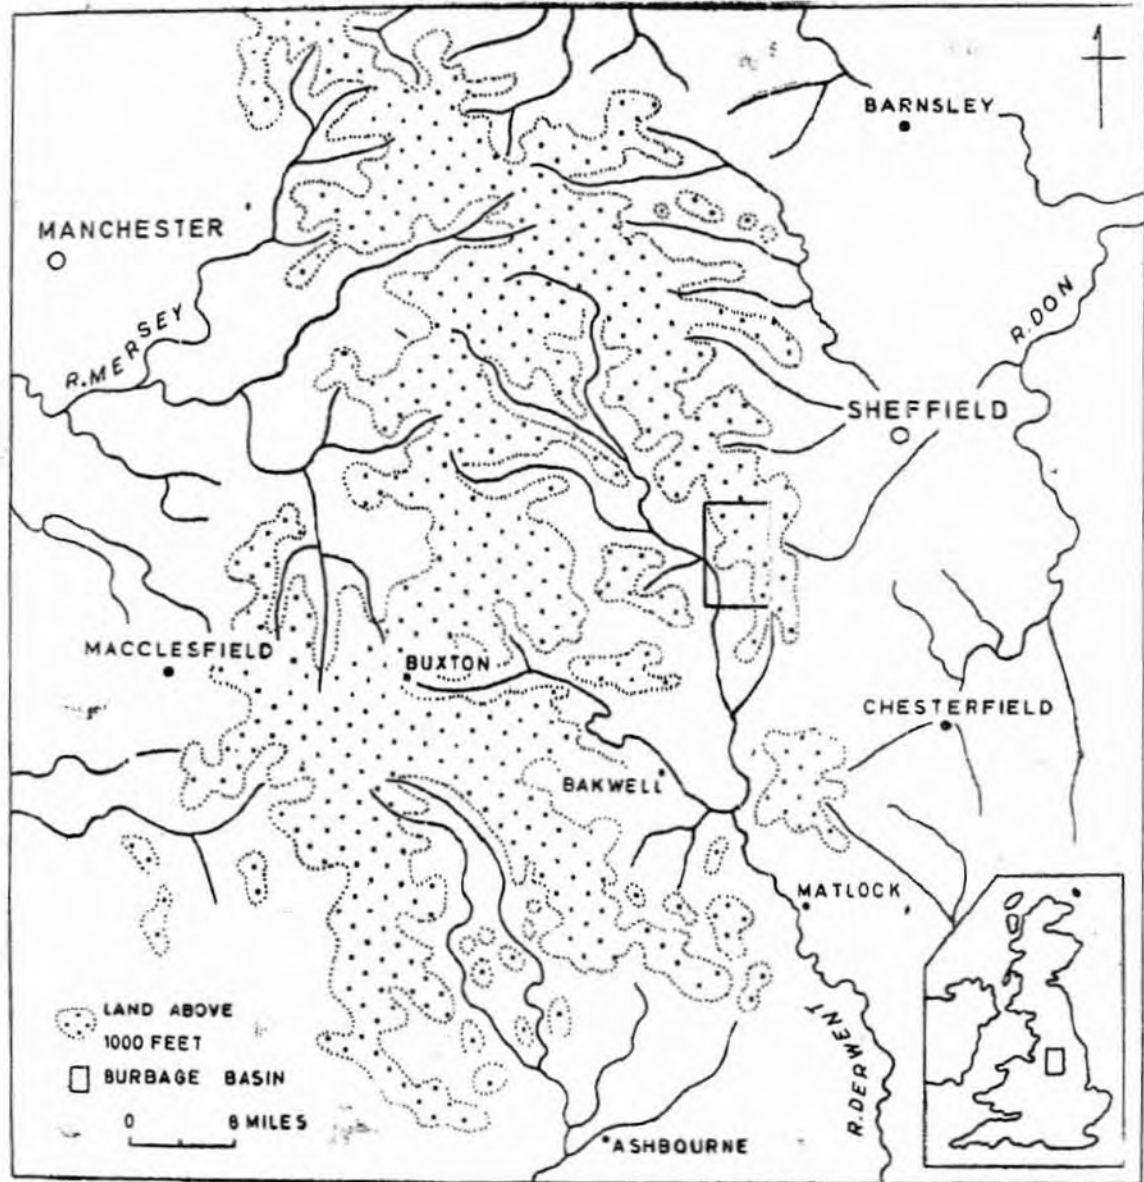 BARNSLEY
MANCHESTER
R. MERSEY
R. DON
SHEFFIELD
MACCLESFIELD
BUXTON
CHESTERFIELD
BAKWELL
MATLOCK
LAND ABOVE
1000 FEET
BURBAGE BASIN
0 8 MILES
R. DERWENT
ASHBOURNE